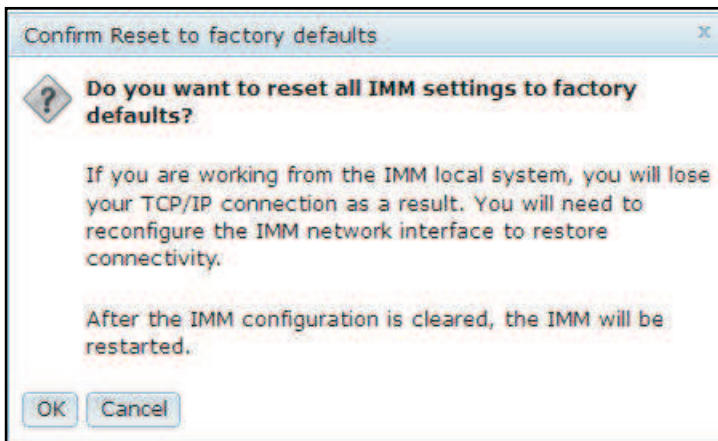 Confirm Reset to factory defaults x
? Do you want to reset all IMM settings to factory
defaults?
If you are working from the IMM local system, you will lose
your TCP/IP connection as a result. You will need to
reconfigure the IMM network interface to restore
connectivity.
After the IMM configuration is cleared, the IMM will be
restarted.
OK Cancel